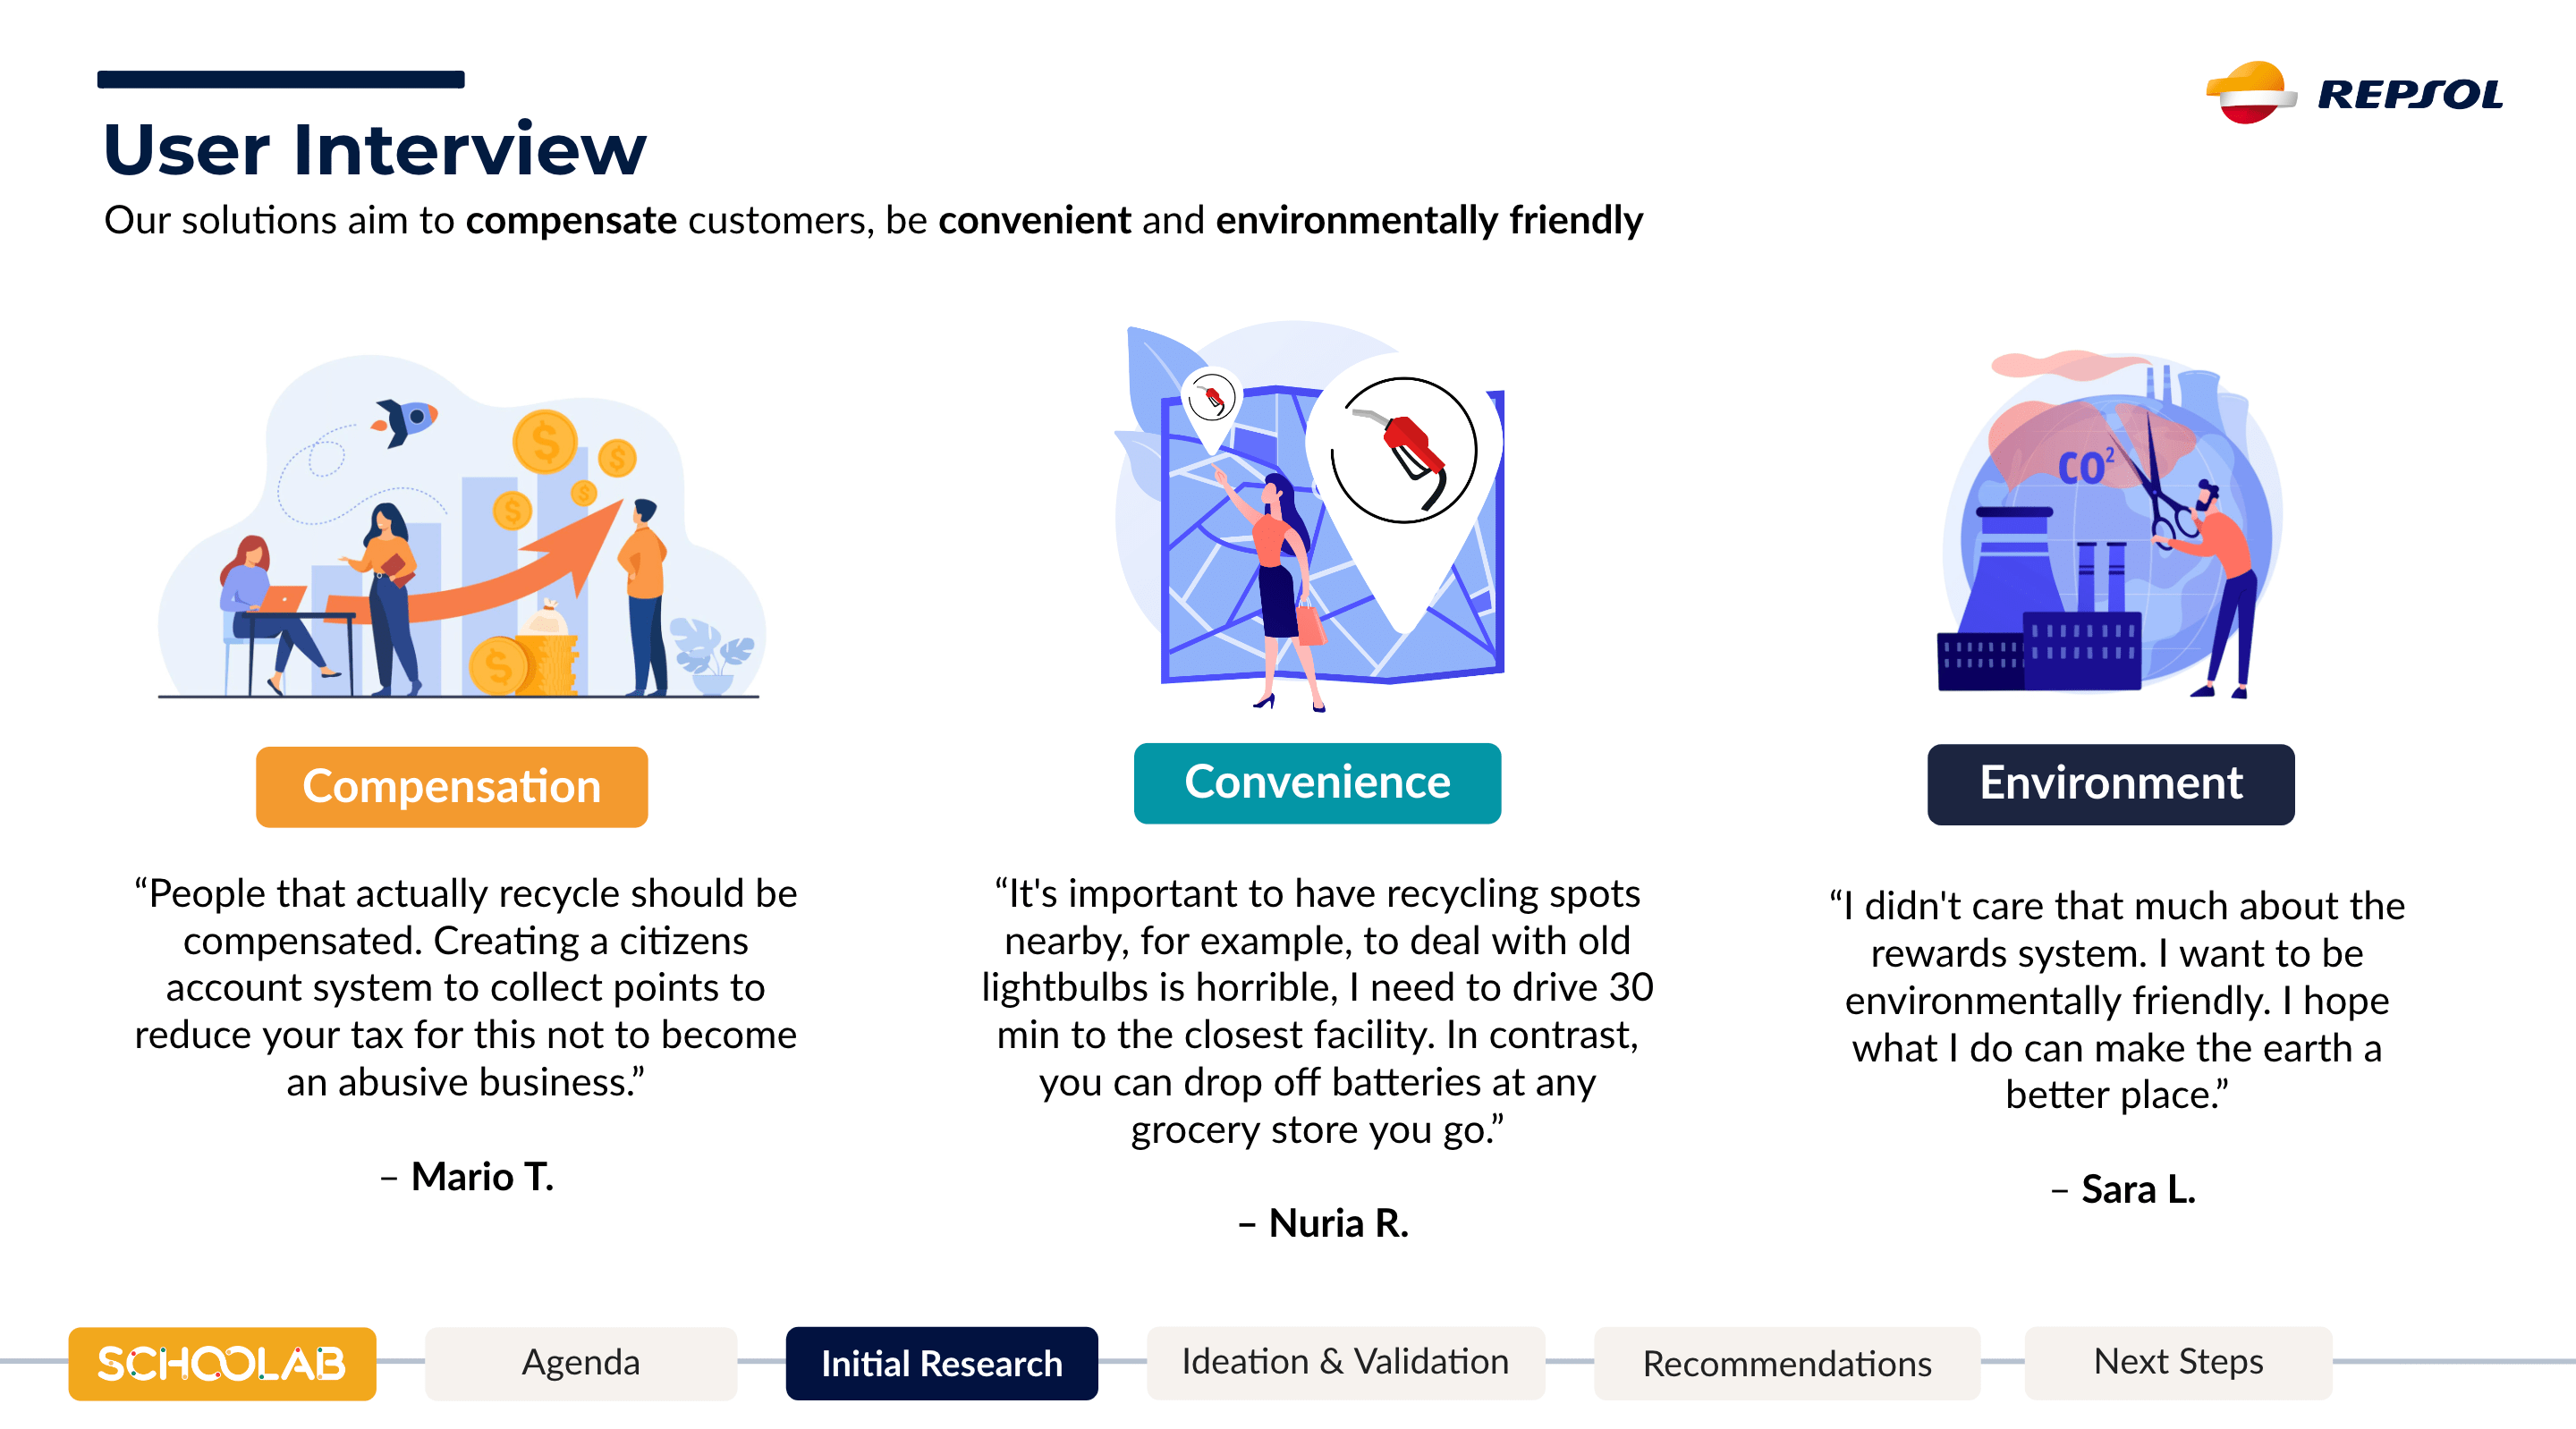 REPSOL
User Interview
Our solutions aim to compensate customers, be convenient and environmentally friendly
$
$
$
$
$
CO²
Compensation
“People that actually recycle should be
compensated. Creating a citizens
account system to collect points to
reduce your tax for this not to become
an abusive business.”
– Mario T.
Convenience
“It's important to have recycling spots
nearby, for example, to deal with old
lightbulbs is horrible, I need to drive 30
min to the closest facility. In contrast,
you can drop off batteries at any
grocery store you go.”
– Nuria R.
Environment
“I didn't care that much about the
rewards system. I want to be
environmentally friendly. I hope
what I do can make the earth a
better place.”
– Sara L.
SCHOOLAB
Agenda
Initial Research
Ideation & Validation
Recommendations
Next Steps